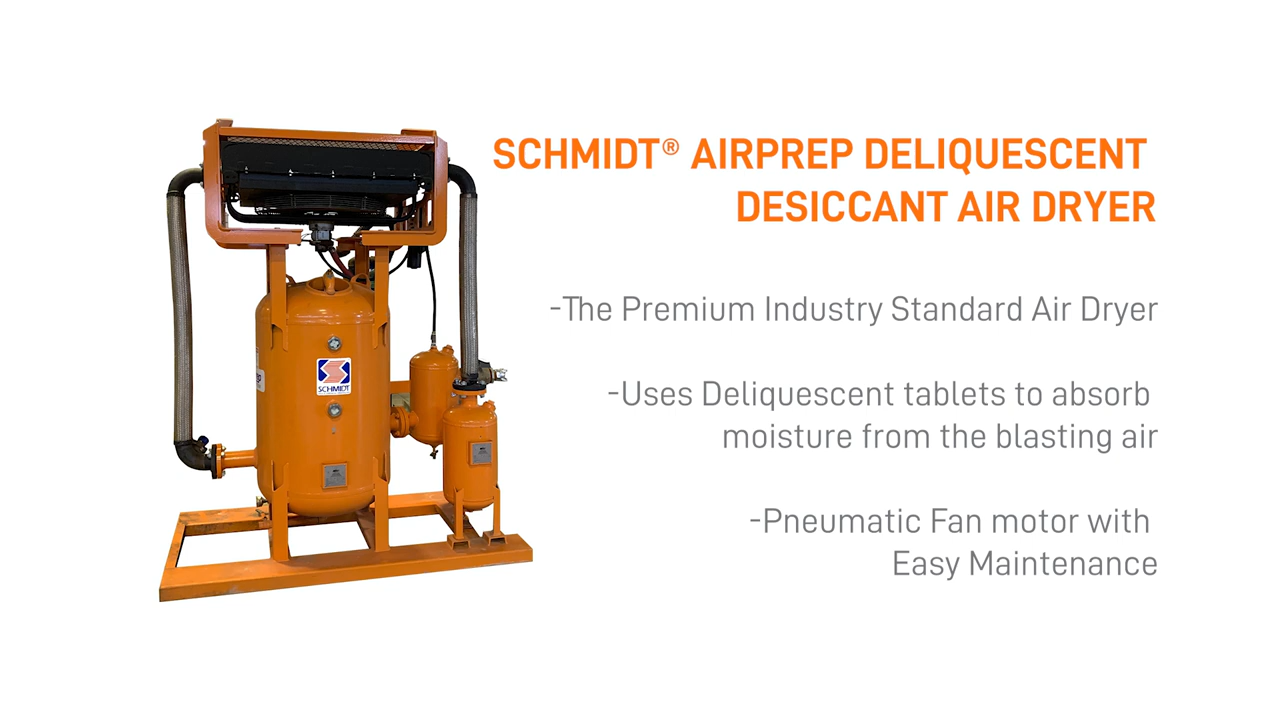 SCHMIDT® AIRPREP DELIQUESCENT
DESICCANT AIR DRYER
-The Premium Industry Standard Air Dryer
-Uses Deliquescent tablets to absorb
moisture from the blasting air
-Pneumatic Fan motor with
Easy Maintenance
SCHMIDT